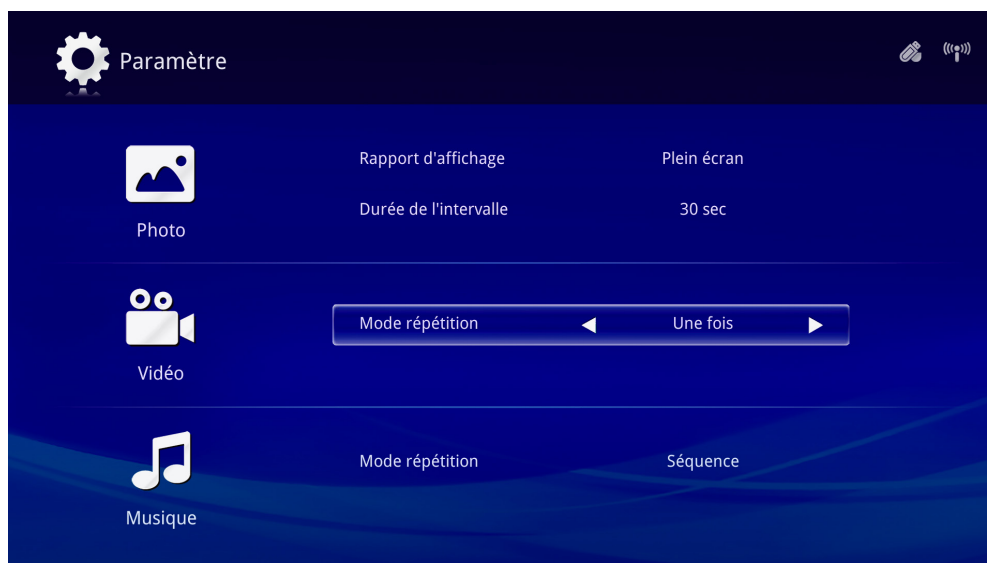 Paramètre
Rapport d'affichage Plein écran
Durée de l'intervalle 30 sec
Photo
Mode répétition Une fois
Vidéo
Mode répétition Séquence
Musique